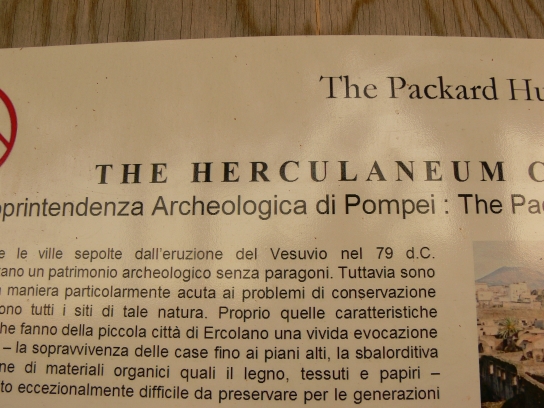 The Packard Hu
THE HERCULANEUM C
oprintendenza Archeologica di Pompei : The Pac
e le ville sepolte dall'eruzione del Vesuvio nel 79 d.C.
tano un patrimonio archeologico senza paragoni. Tuttavia sono
maniera particolarmente acuta ai problemi di conservazione
ono tutti i siti di tale natura. Proprio quelle caratteristiche
he fanno della piccola città di Ercolano una vivida evocazione
– la sopravvivenza delle case fino ai piani alti, la sbalorditiva
ne di materiali organici quali il legno, tessuti e papiri –
to eccezionalmente difficile da preservare per le generazioni